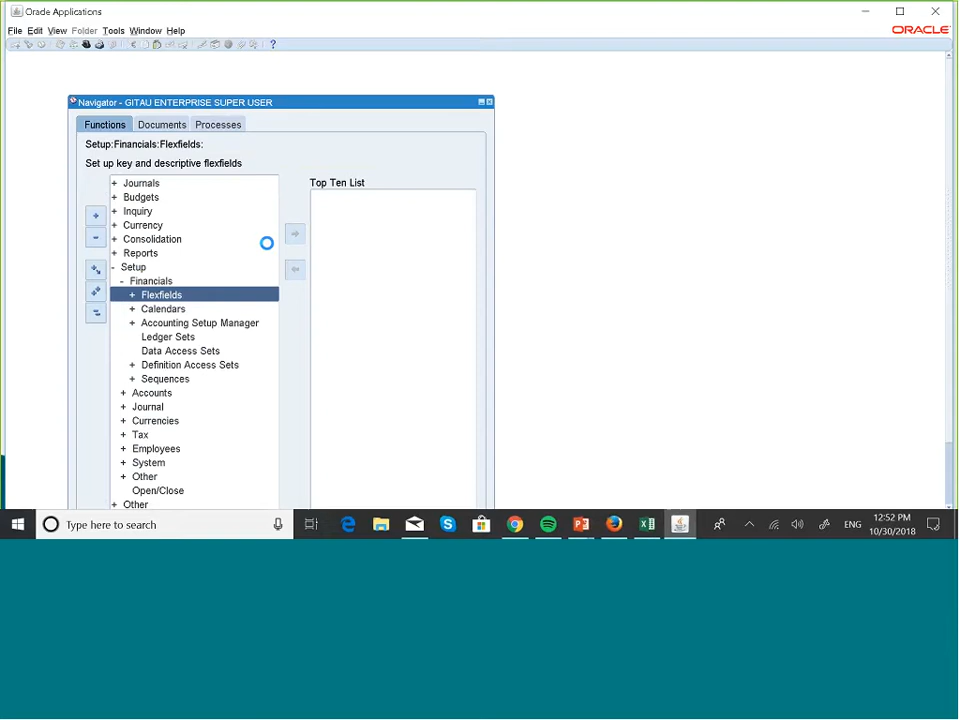 Oracle Applications
File Edit View Folder Tools Window Help
ORACLE
?
Navigator - GITAU ENTERPRISE SUPER USER
Functions Documents Processes
Setup:Financials:Flexfields:
Set up key and descriptive flexfields
Top Ten List
+ Journals
+ Budgets
+ Inquiry
+ Currency
+ Consolidation
+ Reports
- Setup
- Financials
+ Flexfields
+ Calendars
+ Accounting Setup Manager
Ledger Sets
Data Access Sets
+ Definition Access Sets
+ Sequences
+ Accounts
+ Journal
+ Currencies
+ Tax
+ Employees
+ System
+ Other
Open/Close
+ Other
Type here to search
ENG
12:52 PM
10/30/2018